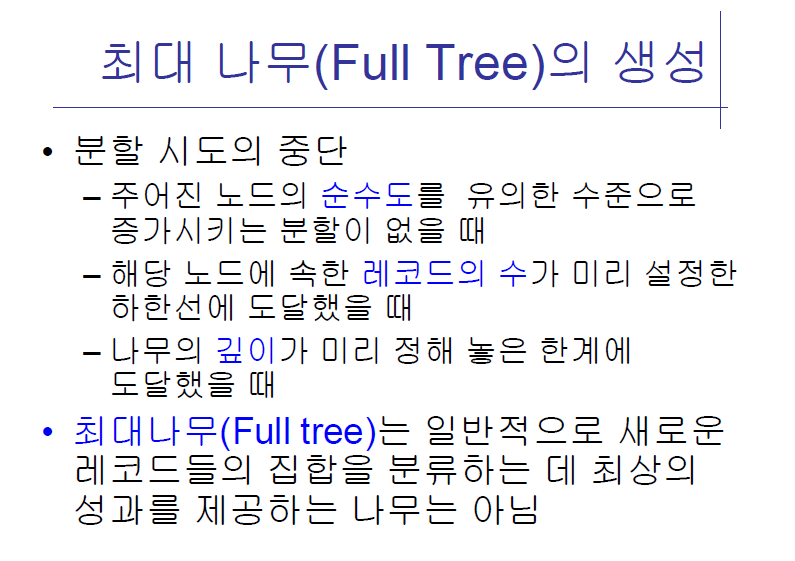 최대 나무(Full Tree)의 생성
• 분할 시도의 중단
– 주어진 노드의 순수도를 유의한 수준으로
증가시키는 분할이 없을 때
– 해당 노드에 속한 레코드의 수가 미리 설정한
하한선에 도달했을 때
– 나무의 깊이가 미리 정해 놓은 한계에
도달했을 때
• 최대나무(Full tree)는 일반적으로 새로운
레코드들의 집합을 분류하는 데 최상의
성과를 제공하는 나무는 아님